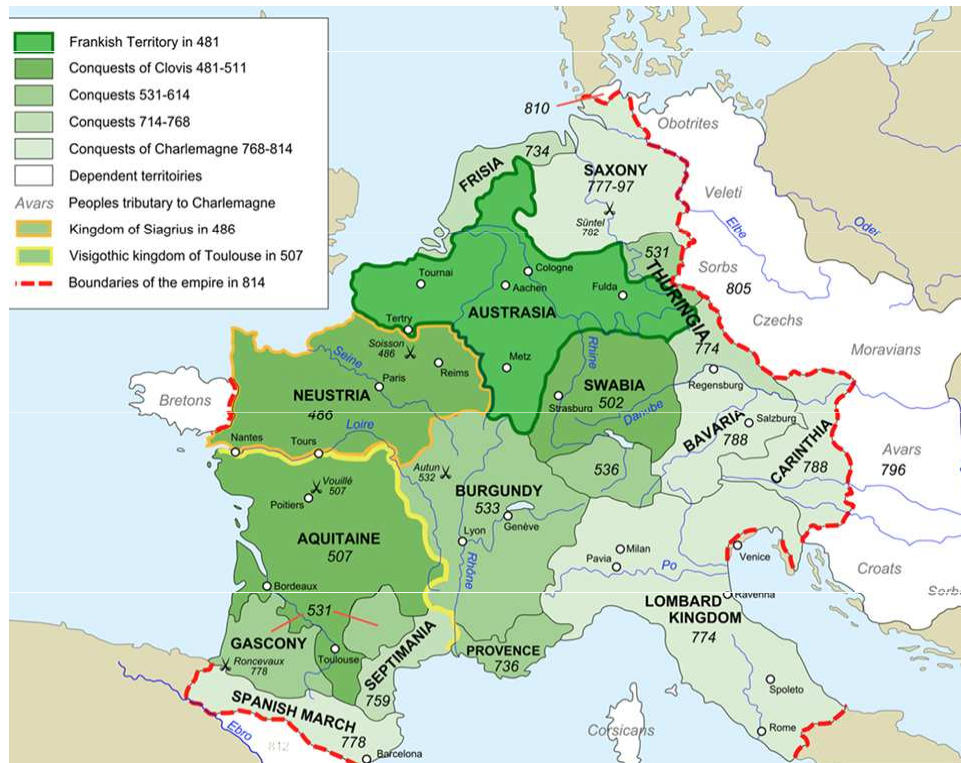 Frankish Territory in 481
Conquests of Clovis 481-511
Conquests 531-614
Conquests 714-768
Conquests of Charlemagne 768-814
Dependent territoiries
Avars Peoples tributary to Charlemagne
Kingdom of Siagrius in 486
Visigothic kingdom of Toulouse in 507
Boundaries of the empire in 814
810
Obotrites
734
FRISIA
SAXONY
777-97
Veleti
Süntel
782
Elbe
Oder
531
THURINGIA
Sorbs
805
Czechs
Moravians
Tournai
Cologne
Aachen
Fulda
AUSTRASIA
Tertry
Soisson
486
Reims
Metz
Seine
Paris
NEUSTRIA
486
Bretons
Rhine
774
SWABIA
502
Strasburg
Regensburg
Danube
BAVARIA
788
Salzburg
CARINTHIA
788
Avars
796
Nantes
Tours
Loire
Autun
532
536
Vouillé
507
Poitiers
BURGUNDY
533
Genève
Lyon
Rhône
AQUITAINE
507
Milan
Pavia
Po
Venice
Croats
Bordeaux
531
Ravenna
Sorbs
LOMBARD
KINGDOM
774
GASCONY
Toulouse
SEPTIMANIA
759
PROVENCE
736
Roncevaux
778
SPANISH MARCH
778
Ebro
812
Barcelona
Corsicans
Spoleto
Rome